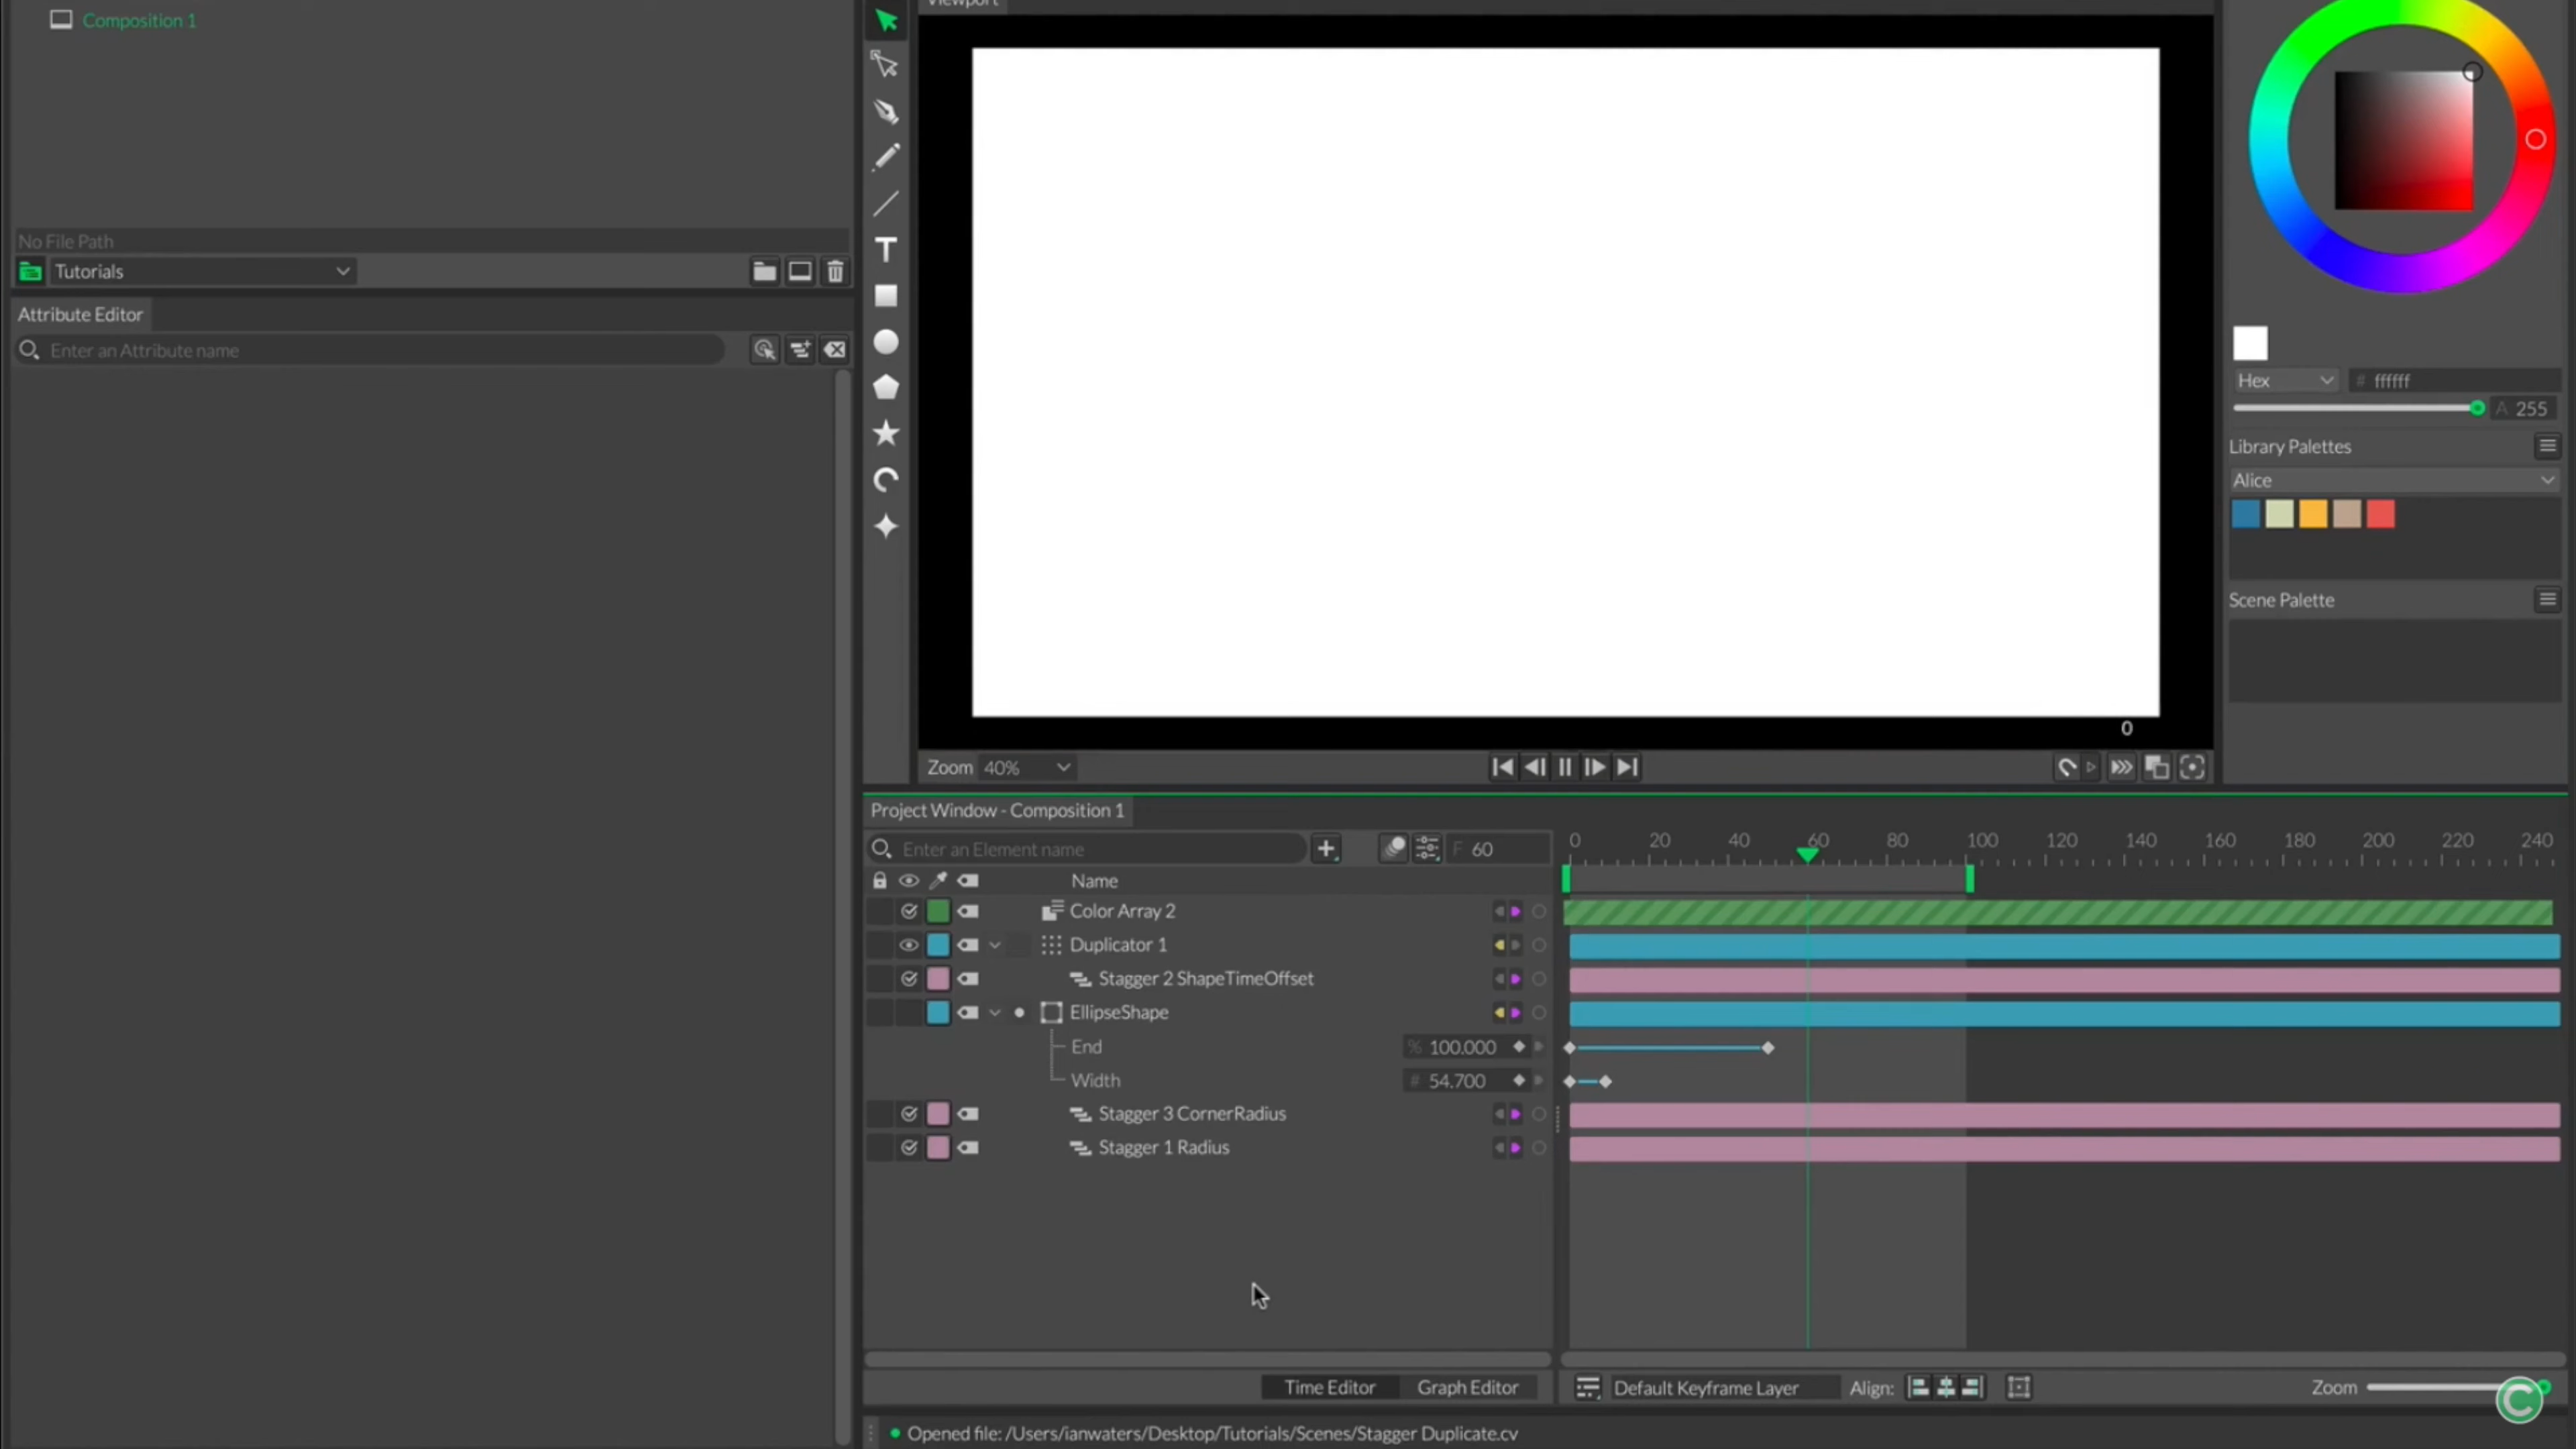 Composition 1
Viewport
No File Path
Tutorials
Attribute Editor
Enter an Attribute name
Hex
# ffffff
A 255
Library Palettes
Alice
Scene Palette
0
Zoom 40%
Project Window - Composition 1
Enter an Element name
F 60
0 20 40 60 80 100 120 140 160 180 200 220 240
Name
Color Array 2
Duplicator 1
Stagger 2 ShapeTimeOffset
EllipseShape
End % 100.000
Width # 54.700
Stagger 3 CornerRadius
Stagger 1 Radius
Time Editor Graph Editor
Default Keyframe Layer Align: Zoom
Opened file: /Users/ianwaters/Desktop/Tutorials/Scenes/Stagger Duplicate.cv